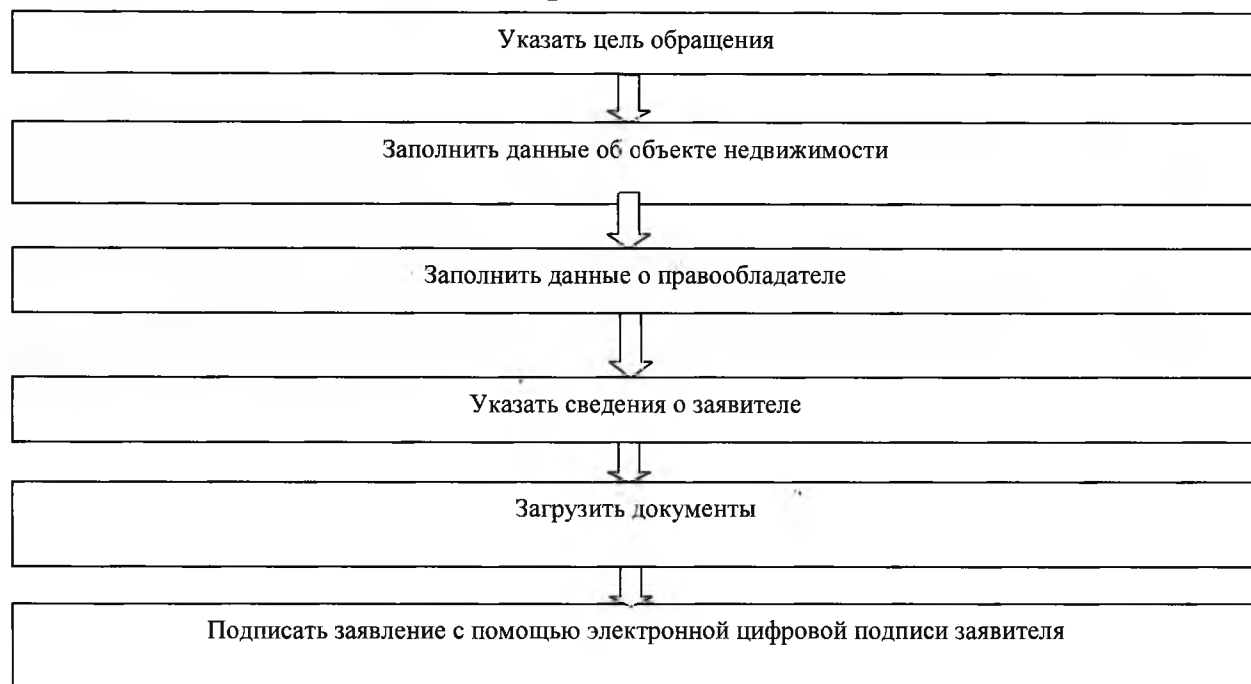 Указать цель обращения
Заполнить данные об объекте недвижимости
Заполнить данные о правообладателе
Указать сведения о заявителе
Загрузить документы
Подписать заявление с помощью электронной цифровой подписи заявителя